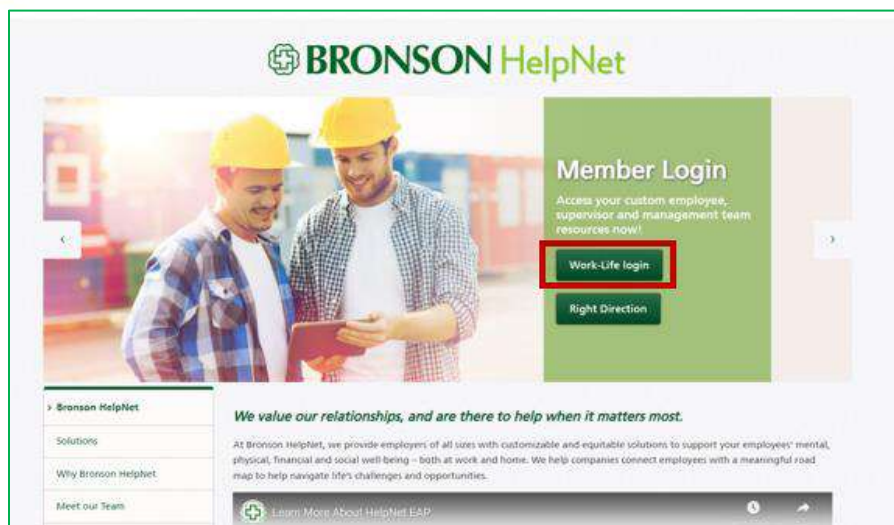 BRONSON HelpNet
Member Login
Access your custom employee,
supervisor and management team
resources now!
Work-Life login
Right Direction
Bronson HelpNet
Solutions
Why Bronson HelpNet
Meet our Team
We value our relationships, and are there to help when it matters most.
At Bronson HelpNet, we provide employers of all sizes with customizable and equitable solutions to support your employees' mental,
physical, financial and social well-being – both at work and home. We help companies connect employees with a meaningful road
map to help navigate life's challenges and opportunities.
Learn More About HelpNet EAP